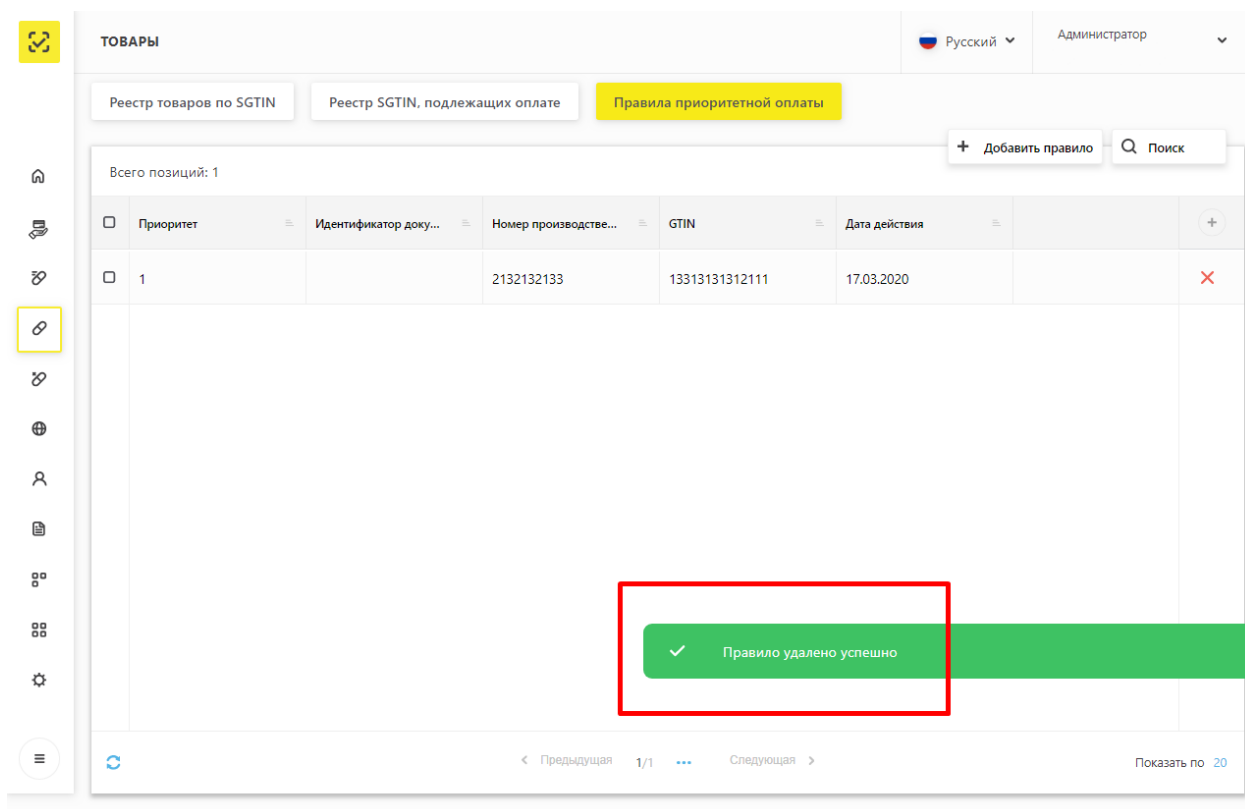 ТОВАРЫ
Русский
Администратор
Реестр товаров по SGTIN
Реестр SGTIN, подлежащих оплате
Правила приоритетной оплаты
+ Добавить правило
Поиск
Всего позиций: 1
Приоритет
Идентификатор доку...
Номер производстве...
GTIN
Дата действия
1
2132132133
13313131312111
17.03.2020
Правило удалено успешно
Предыдущая
1/1
...
Следующая
Показать по 20